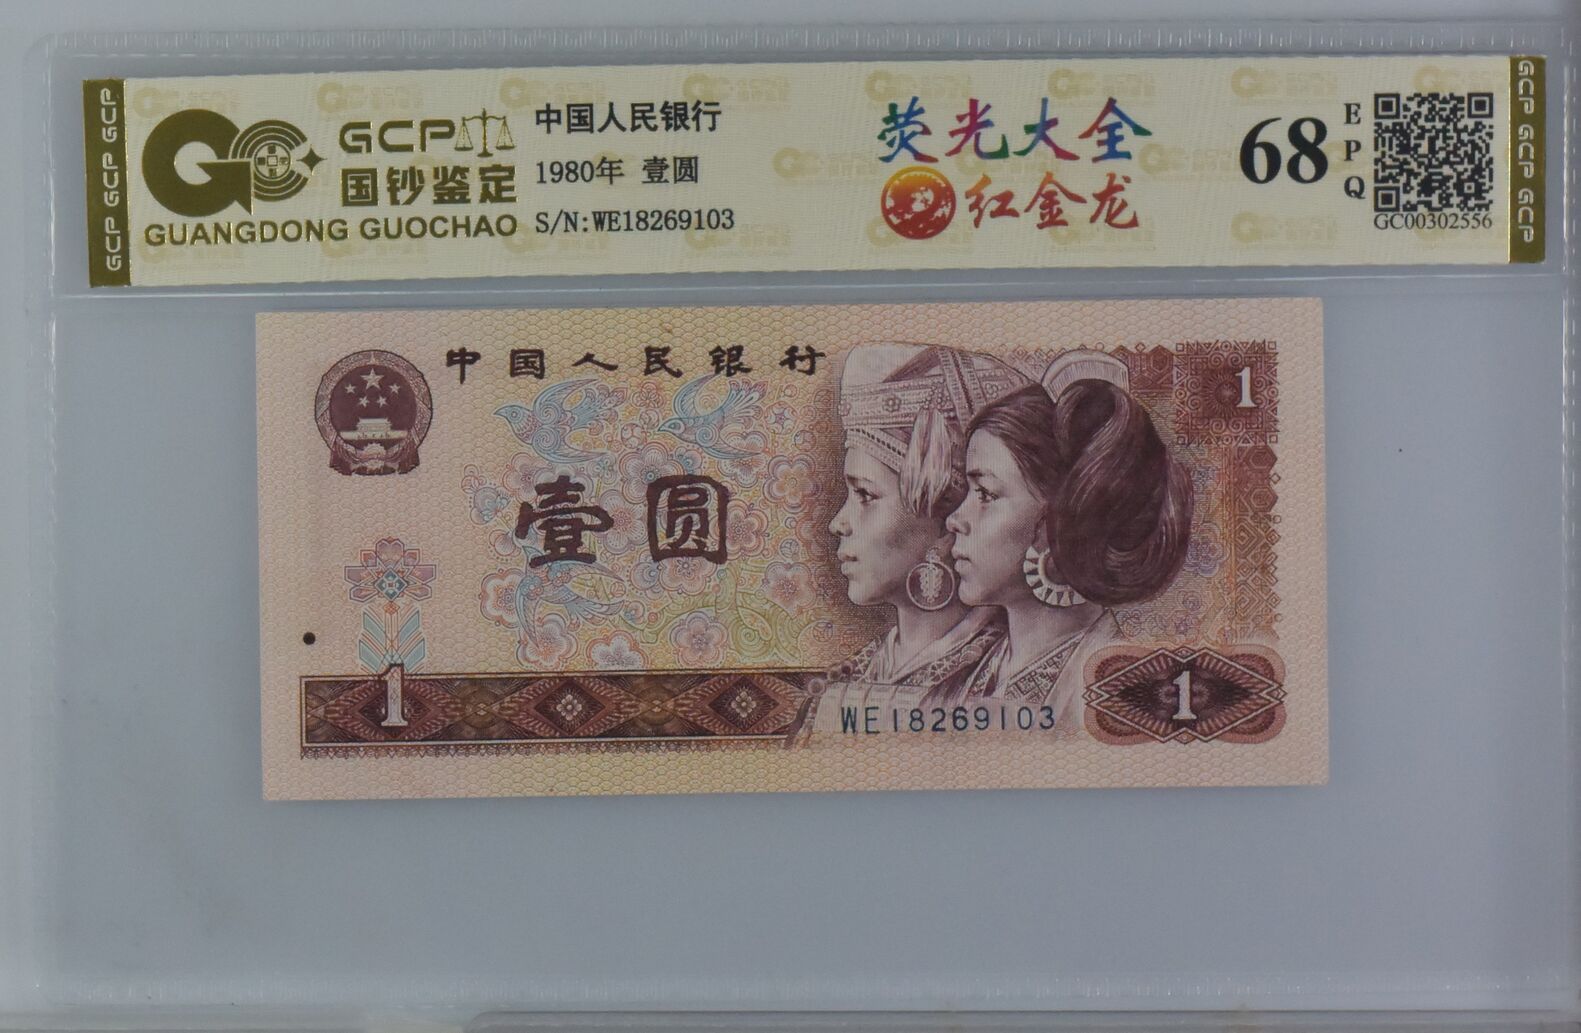 GCP GCP GCP
GCP
国钞鉴定
GUANGDONG GUOCHAO
中国人民银行
1980年 壹圆
S/N:WE18269103
荧光大全
红金龙
68
EPQ
GC00302556
GCP GCP GCP
中国人民银行
1
壹圆
1
WE18269103
1